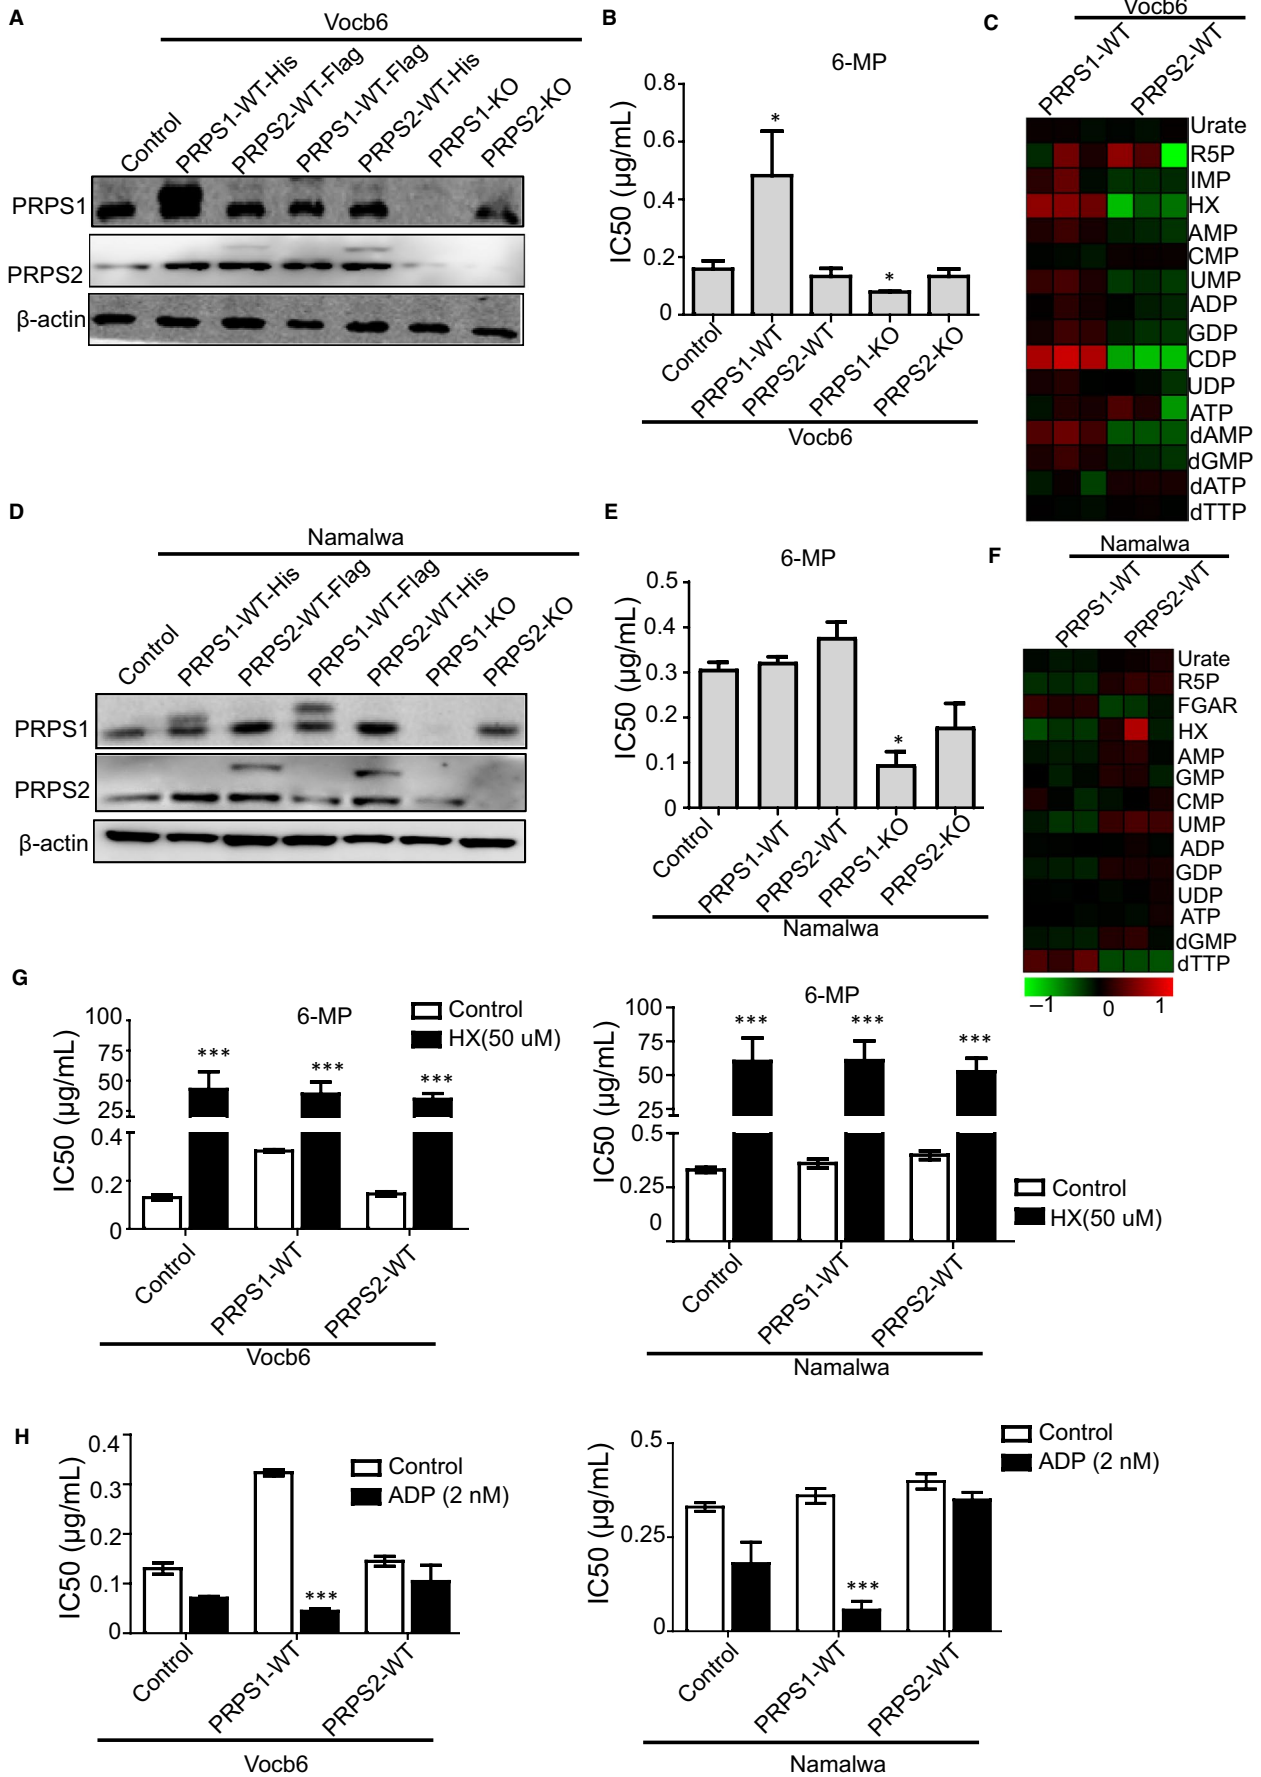 A
Vocb6
Control
PRPS1-WT-His
PRPS2-WT-Flag
PRPS1-WT-Flag
PRPS2-WT-His
PRPS1-KO
PRPS2-KO
PRPS1
PRPS2
β-actin
B
6-MP
IC50 (µg/mL)
0.8
0.6
0.4
0.2
0
*
*
Control
PRPS1-WT
PRPS2-WT
PRPS1-KO
PRPS2-KO
Vocb6
C
Vocb6
PRPS1-WT
PRPS2-WT
Urate
R5P
IMP
HX
AMP
CMP
UMP
ADP
GDP
CDP
UDP
ATP
dAMP
dGMP
dATP
dTTP
D
Namalwa
Control
PRPS1-WT-His
PRPS2-WT-Flag
PRPS1-WT-Flag
PRPS2-WT-His
PRPS1-KO
PRPS2-KO
PRPS1
PRPS2
β-actin
E
6-MP
IC50 (µg/mL)
0.5
0.4
0.3
0.2
0.1
0
*
Control
PRPS1-WT
PRPS2-WT
PRPS1-KO
PRPS2-KO
Namalwa
F
Namalwa
PRPS1-WT
PRPS2-WT
Urate
R5P
FGAR
HX
AMP
GMP
CMP
UMP
ADP
GDP
UDP
ATP
dGMP
dTTP
–1 0 1
G
6-MP
Control
HX(50 uM)
IC50 (µg/mL)
100
75
50
25
0.4
0.2
0
***
***
***
Control
PRPS1-WT
PRPS2-WT
Vocb6
6-MP
IC50 (µg/mL)
100
75
50
25
0.5
0.25
0
***
***
***
Control
HX(50 uM)
Control
PRPS1-WT
PRPS2-WT
Namalwa
H
IC50 (µg/mL)
0.4
0.3
0.2
0.1
0
Control
ADP (2 nM)
***
Control
PRPS1-WT
PRPS2-WT
Vocb6
IC50 (µg/mL)
0.5
0.25
0
Control
ADP (2 nM)
***
Control
PRPS1-WT
PRPS2-WT
Namalwa